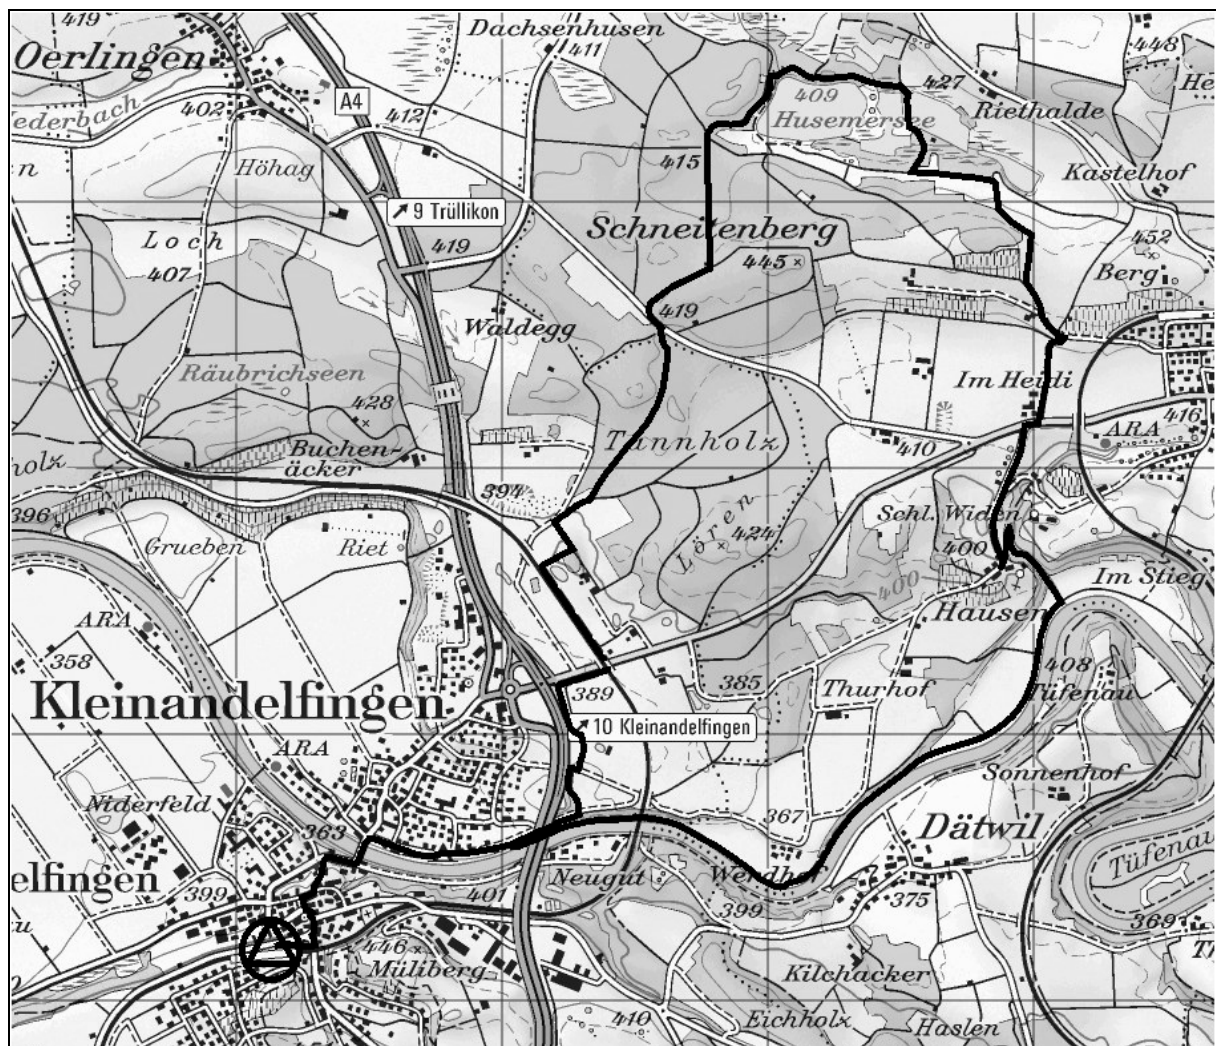 419
Dachsenhusen
411
448
Oerlingen
402
A4
412
409
427
Husemersee
Riethalde
Höhag
415
Kastelhof
9 Trüllikon
Loch
407
419
Schneitenberg
445
452
Berg
Waldegg
419
Räubrichseen
428
Im Heidi
Buchen-
äcker
Tannholz
410
416
ARA
holz
396
394
Grueben
Riet
Lören
424
Schl. Widen
400
400
Im Stieg
Hausen
ARA
358
Kleinandelfingen
389
385
Thurhof
408
Tüfenau
10 Kleinandelfingen
ARA
Niderfeld
363
367
Sonnenhof
Dätwil
Tüfenau
elfingen
399
401
Neugut
Wendhof
399
375
369
446
Müliberg
Kilchacker
410
Eichholz
Haslen